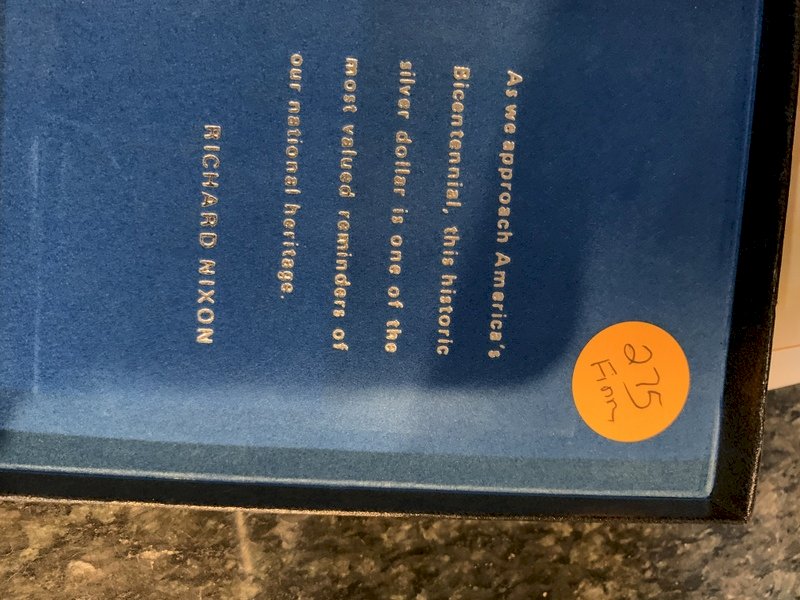 As we approach America's
Bicentennial, this historic
silver dollar is one of the
most valued reminders of
our national heritage.
RICHARD NIXON
275
Firm